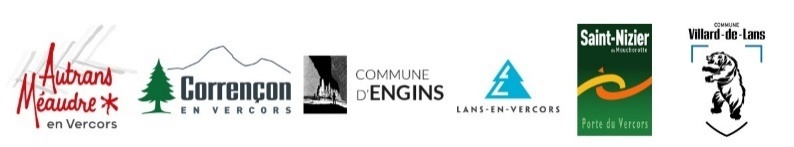 Autrans
Méaudre*
en Vercors
Corrençon
EN VERCORS
COMMUNE
D'ENGINS
LANS-EN-VERCORS
Saint-Nizier
du Moucherotte
Porte du Vercors
COMMUNE
Villard-de-Lans